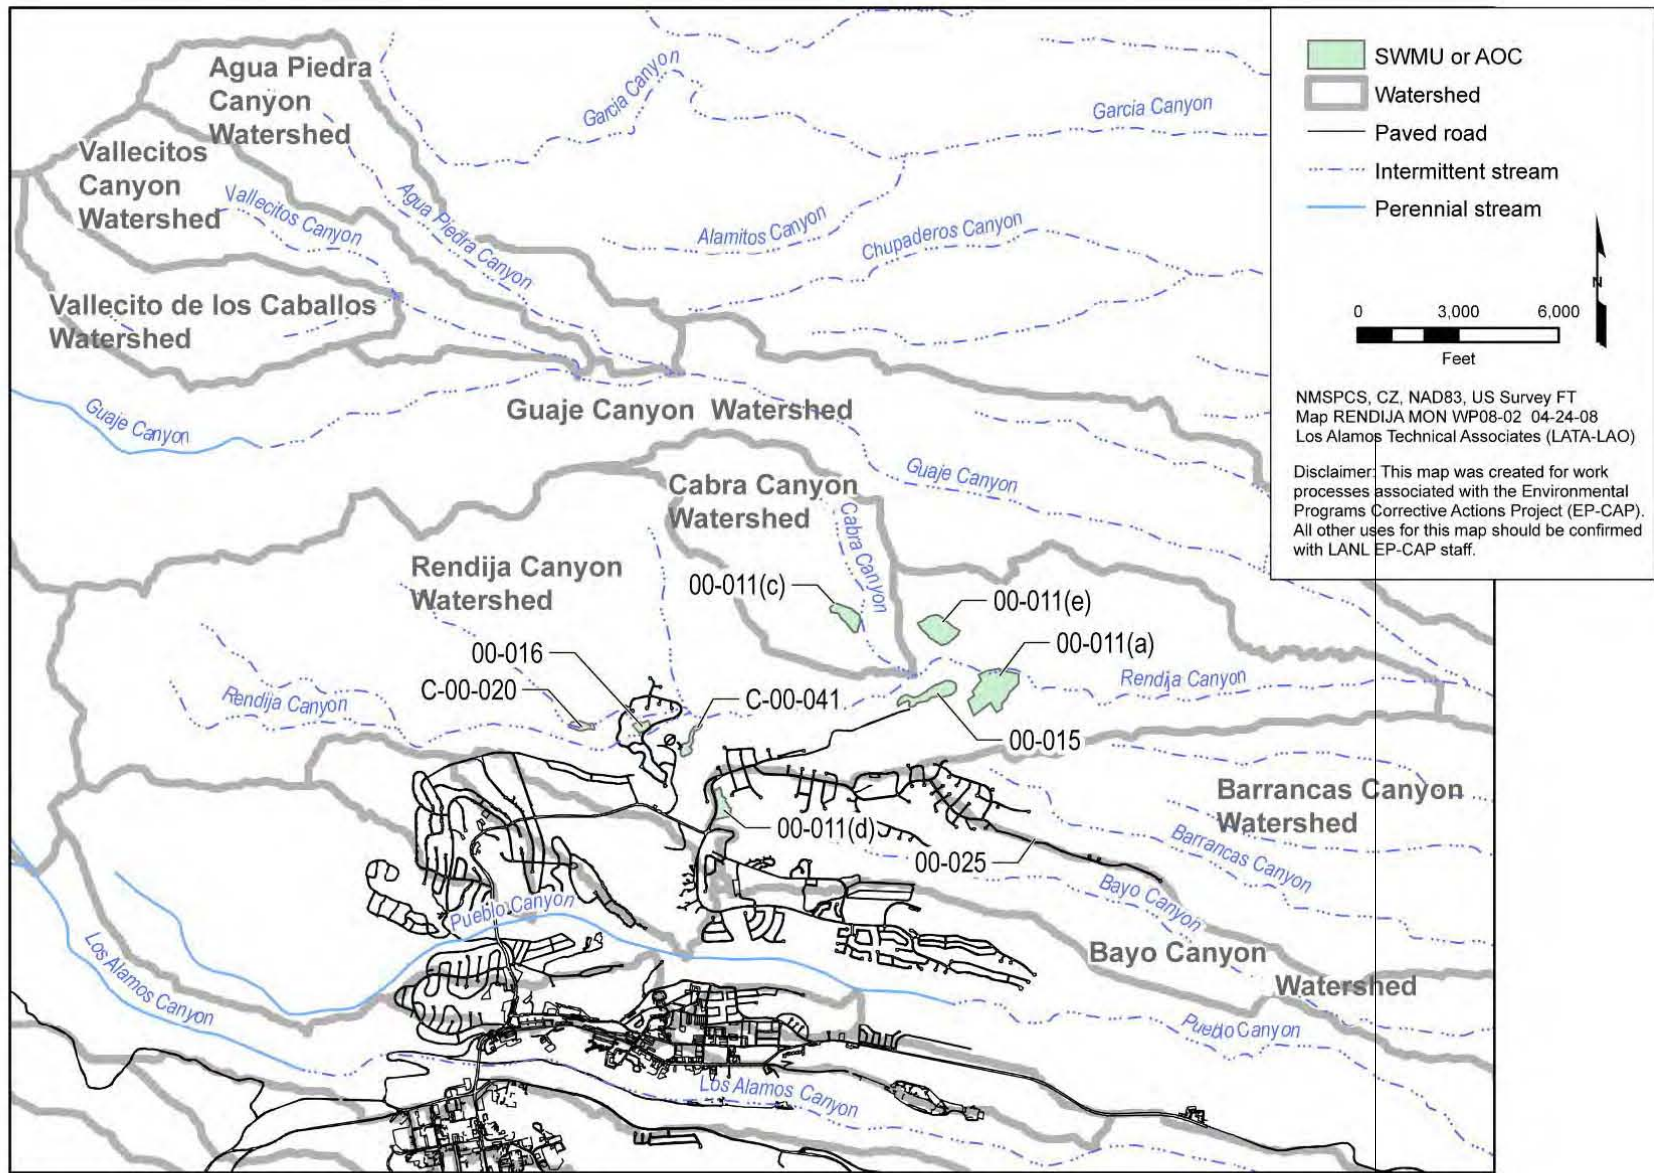 Agua Piedra
Canyon
Watershed
Vallecitos
Canyon
Watershed
Vallecito de los Caballos
Watershed
Vallecitos Canyon
Agua Piedra Canyon
Garcia Canyon
Garcia Canyon
Alamitos Canyon
Chupaderos Canyon
Guaje Canyon
Guaje Canyon Watershed
Guaje Canyon
Cabra Canyon
Watershed
Cabra Canyon
Rendija Canyon
Watershed
00-011(c)
00-011(e)
00-011(a)
00-016
C-00-020
C-00-041
Rendija Canyon
Rendija Canyon
00-015
00-011(d)
00-025
Barrancas Canyon
Watershed
Barrancas Canyon
Bayo Canyon
Bayo Canyon
Watershed
Pueblo Canyon
Pueblo Canyon
Los Alamos Canyon
Los Alamos Canyon
SWMU or AOC
Watershed
Paved road
Intermittent stream
Perennial stream
N
0 3,000 6,000
Feet
NMSPCS, CZ, NAD83, US Survey FT
Map RENDIJA MON WP08-02 04-24-08
Los Alamos Technical Associates (LATA-LAO)
Disclaimer: This map was created for work
processes associated with the Environmental
Programs Corrective Actions Project (EP-CAP).
All other uses for this map should be confirmed
with LANL EP-CAP staff.